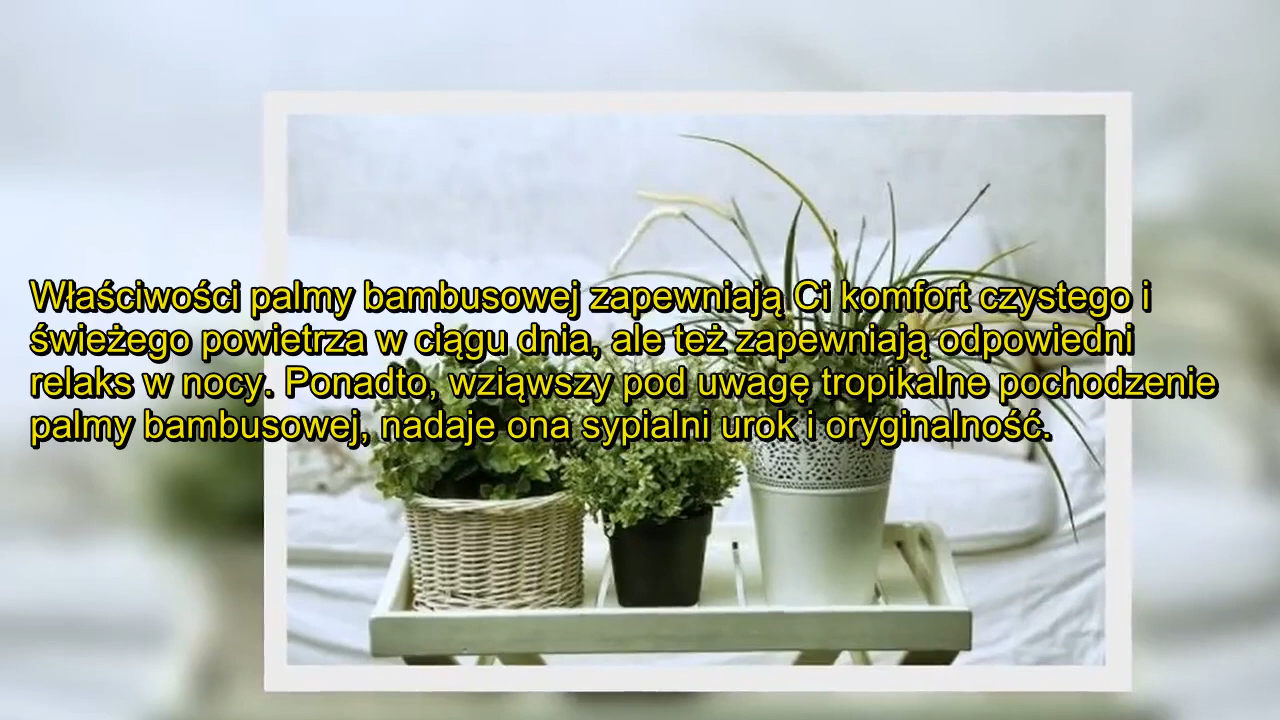 Właściwości palmy bambusowej zapewniają Ci komfort czystego i
świeżego powietrza w ciągu dnia, ale też zapewniają odpowiedni
relaks w nocy. Ponadto, wziąwszy pod uwagę tropikalne pochodzenie
palmy bambusowej, nadaje ona sypialni urok i oryginalność.